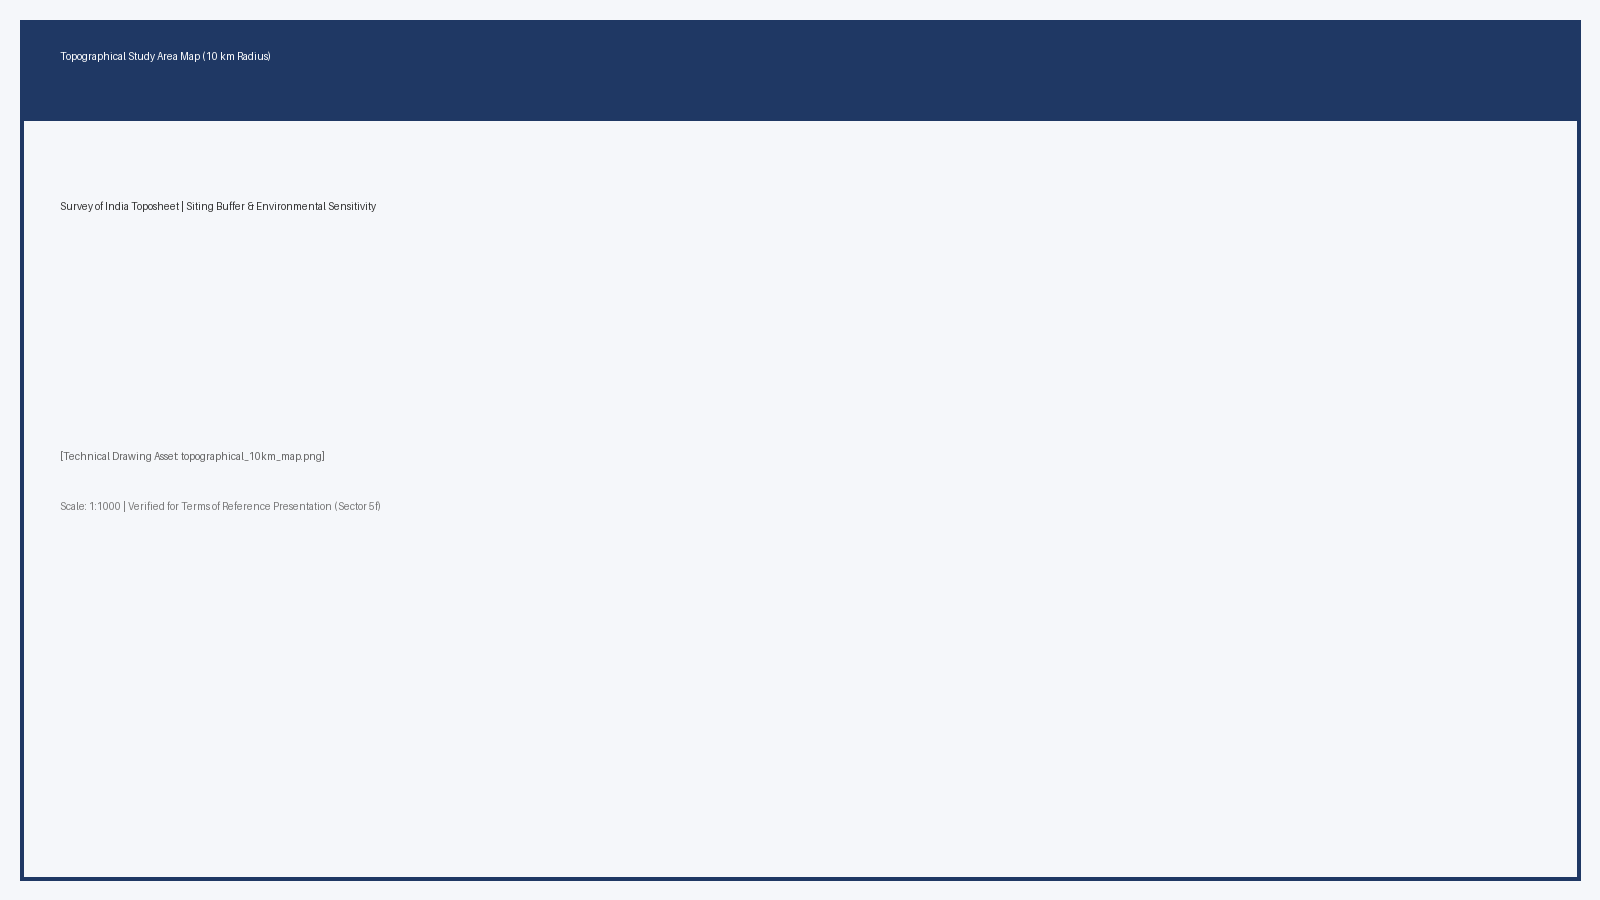 Topographical Study Area Map (10 km Radius)
Survey of India Toposheet | Siting Buffer & Environmental Sensitivity
[Technical Drawing Asset: topographical_10km_map.png]
Scale: 1:1000 | Verified for Terms of Reference Presentation (Sector 5f)